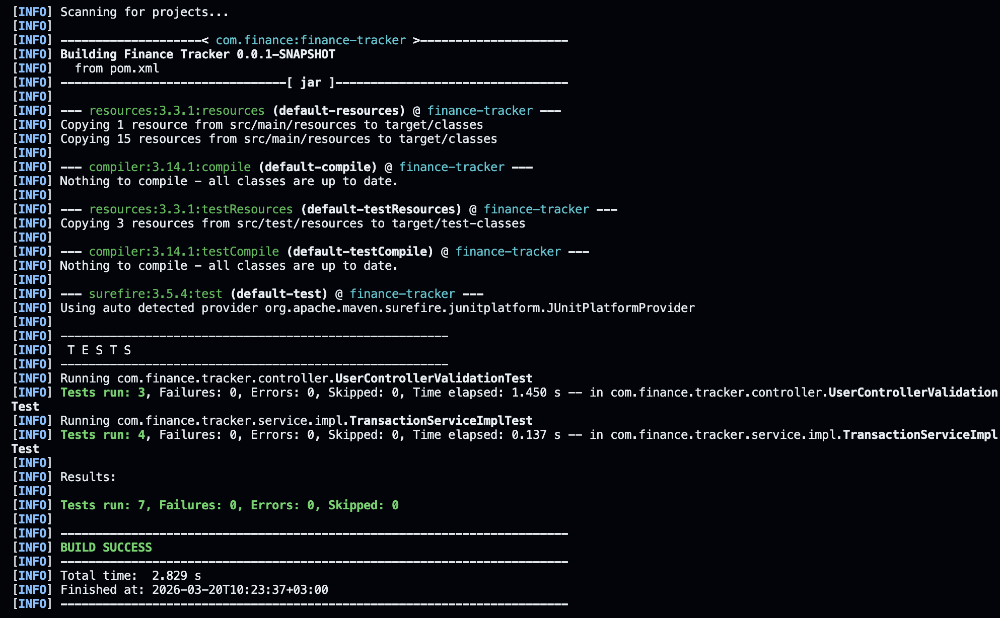 [INFO] Scanning for projects...
[INFO]
[INFO] --------------------< com.finance:finance-tracker >---------------------
[INFO] Building Finance Tracker 0.0.1-SNAPSHOT
[INFO]   from pom.xml
[INFO] --------------------------------[ jar ]---------------------------------
[INFO]
[INFO] --- resources:3.3.1:resources (default-resources) @ finance-tracker ---
[INFO] Copying 1 resource from src/main/resources to target/classes
[INFO] Copying 15 resources from src/main/resources to target/classes
[INFO]
[INFO] --- compiler:3.14.1:compile (default-compile) @ finance-tracker ---
[INFO] Nothing to compile - all classes are up to date.
[INFO]
[INFO] --- resources:3.3.1:testResources (default-testResources) @ finance-tracker ---
[INFO] Copying 3 resources from src/test/resources to target/test-classes
[INFO]
[INFO] --- compiler:3.14.1:testCompile (default-testCompile) @ finance-tracker ---
[INFO] Nothing to compile - all classes are up to date.
[INFO]
[INFO] --- surefire:3.5.4:test (default-test) @ finance-tracker ---
[INFO] Using auto detected provider org.apache.maven.surefire.junitplatform.JUnitPlatformProvider
[INFO]
[INFO] -------------------------------------------------------
[INFO]  T E S T S
[INFO] -------------------------------------------------------
[INFO] Running com.finance.tracker.controller.UserControllerValidationTest
[INFO] Tests run: 3, Failures: 0, Errors: 0, Skipped: 0, Time elapsed: 1.450 s -- in com.finance.tracker.controller.UserControllerValidation
Test
[INFO] Running com.finance.tracker.service.impl.TransactionServiceImplTest
[INFO] Tests run: 4, Failures: 0, Errors: 0, Skipped: 0, Time elapsed: 0.137 s -- in com.finance.tracker.service.impl.TransactionServiceImpl
Test
[INFO]
[INFO] Results:
[INFO]
[INFO] Tests run: 7, Failures: 0, Errors: 0, Skipped: 0
[INFO]
[INFO] ------------------------------------------------------------------------
[INFO] BUILD SUCCESS
[INFO] ------------------------------------------------------------------------
[INFO] Total time:  2.829 s
[INFO] Finished at: 2026-03-20T10:23:37+03:00
[INFO] ------------------------------------------------------------------------